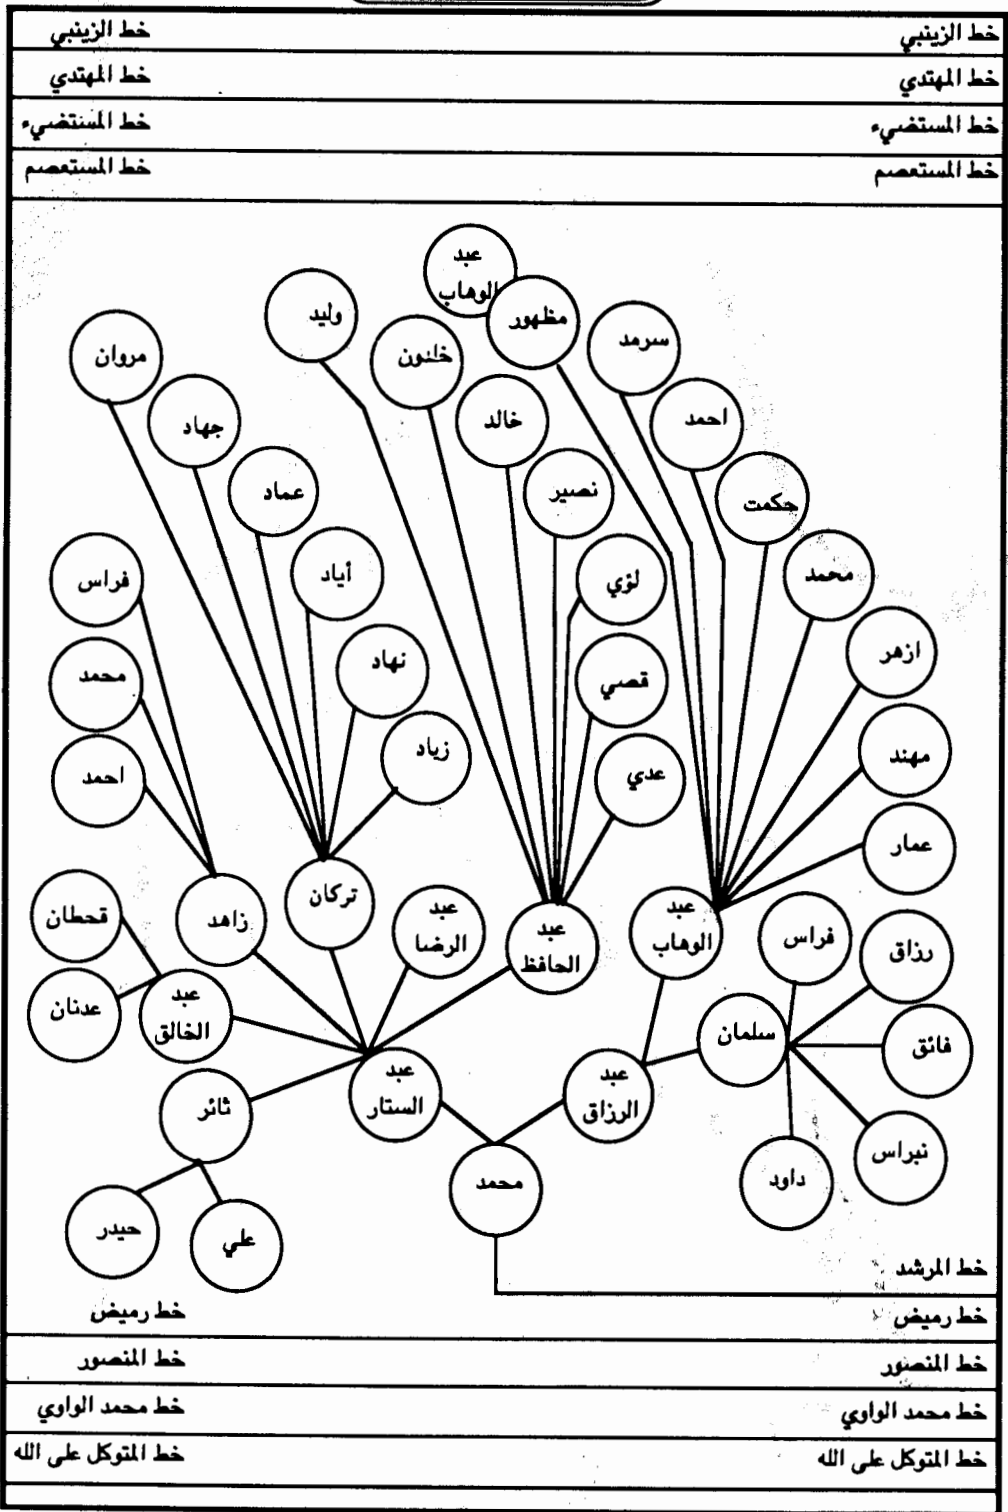 خط الزينبي خط الزينبي
خط المهتدي خط المهتدي
خط المستضيء خط المستضيء
خط المستعصم خط المستعصم
عبد
الوهاب
مظهور
وليد
سرمد
مروان
خلدون
خالد
احمد
جهاد
عماد
نصير
حكمت
محمد
أياد
لؤي
فراس
ازهر
نهاد
قصي
محمد
مهند
زياد
عدي
احمد
عمار
تركان
عبد
الرضا
عبد
الحافظ
عبد
الوهاب
فراس
رزاق
زاهد
قحطان
عدنان
عبد
الخالق
سلمان
فائق
عبد
الستار
عبد
الرزاق
ثائر
نبراس
داود
محمد
حيدر
علي
خط المرشد
خط رميض خط رميض
خط المنصور خط المنصور
خط محمد الواوي خط محمد الواوي
خط المتوكل على الله خط المتوكل على الله